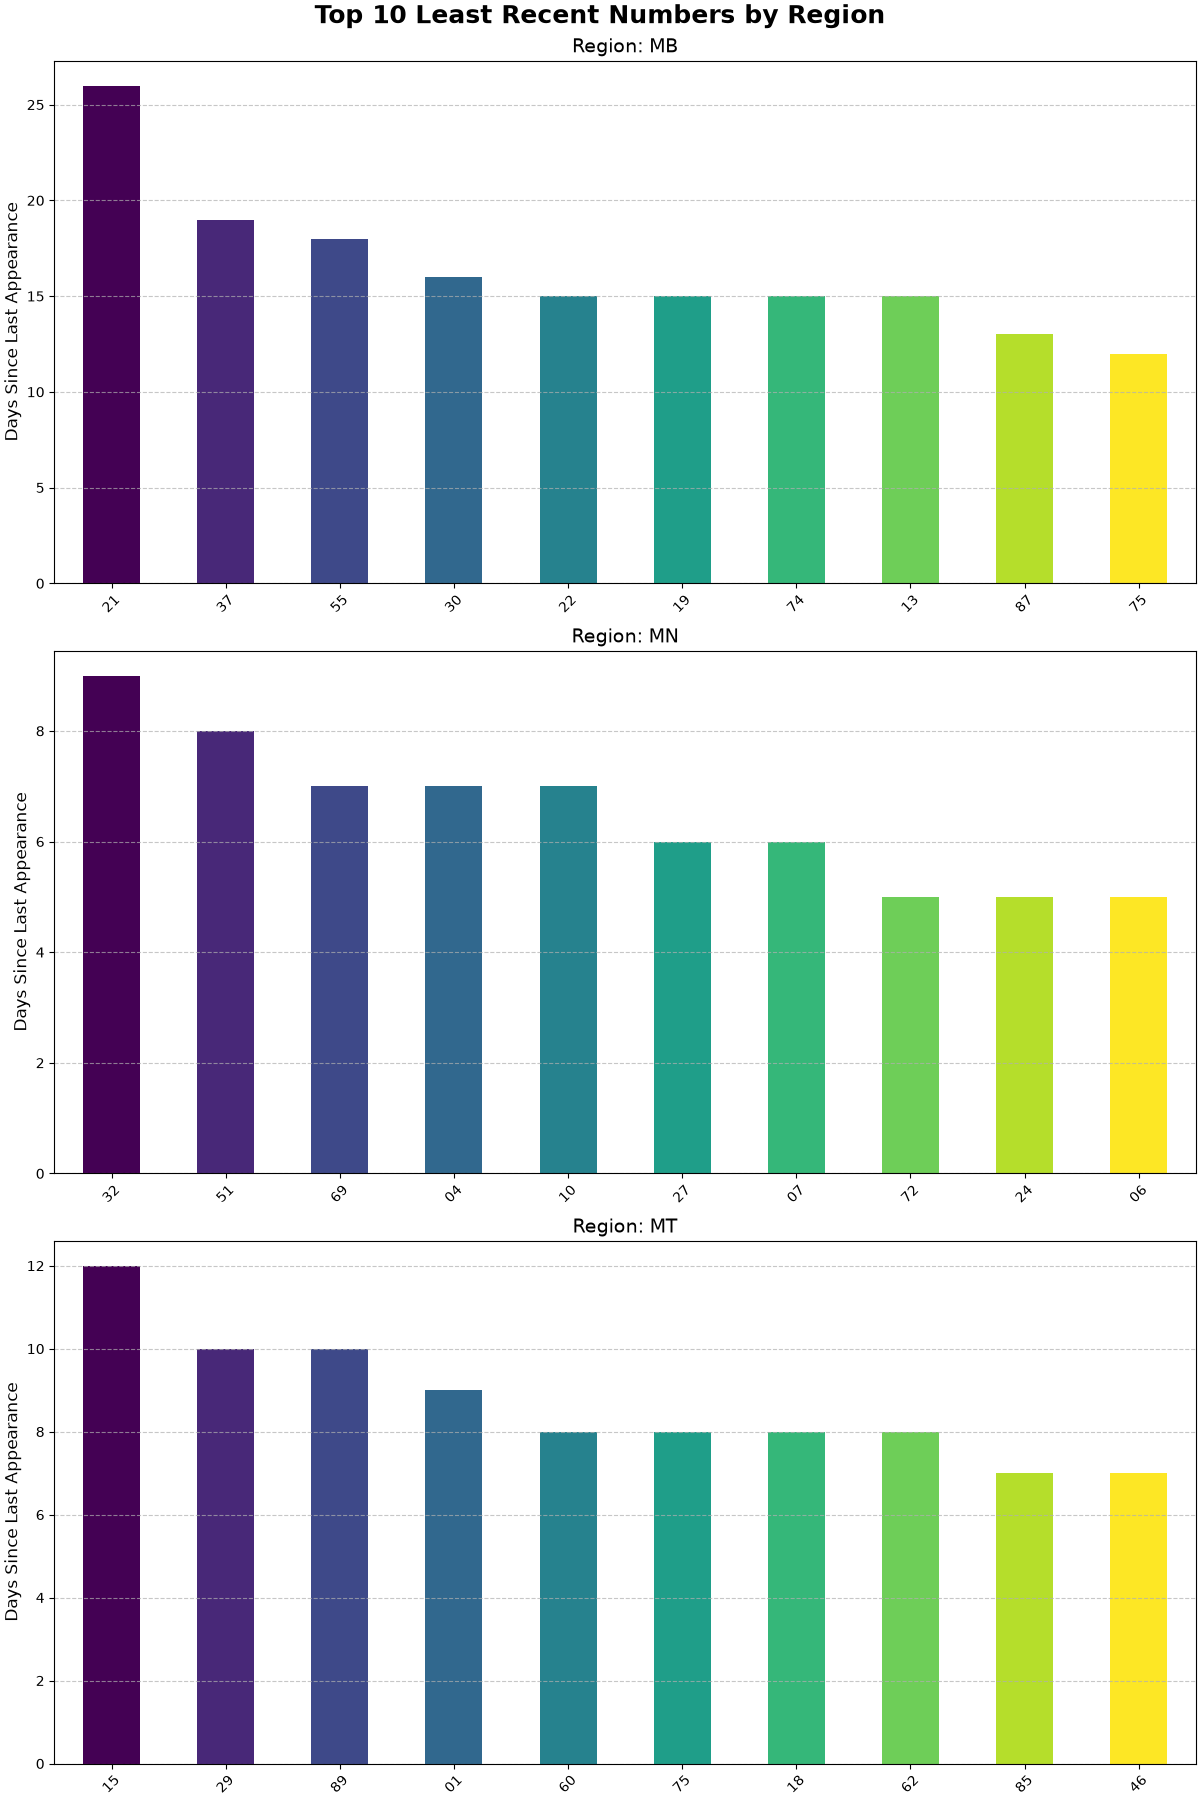 Top 10 Least Recent Numbers by Region
Region: MB
Days Since Last Appearance
25
20
15
10
5
0
21 37 55 30 22 19 74 13 87 75
Region: MN
Days Since Last Appearance
8
6
4
2
0
32 51 69 04 10 27 07 72 24 06
Region: MT
Days Since Last Appearance
12
10
8
6
4
2
0
15 29 89 01 60 75 18 62 85 46